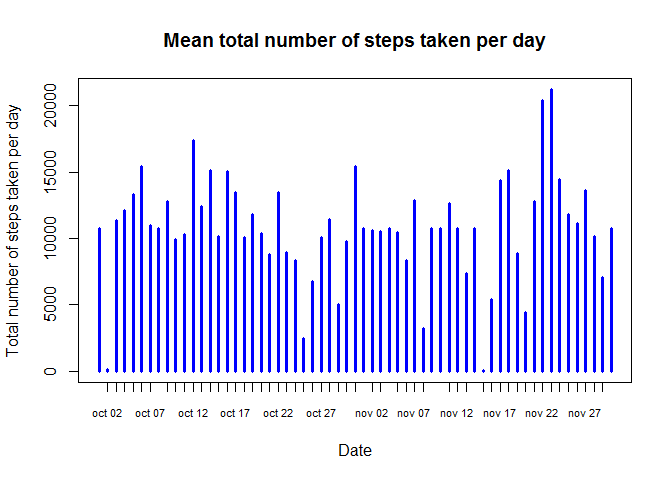 Mean total number of steps taken per day
Total number of steps taken per day
20000
15000
10000
5000
0
oct 02 oct 07 oct 12 oct 17 oct 22 oct 27 nov 02 nov 07 nov 12 nov 17 nov 22 nov 27
Date